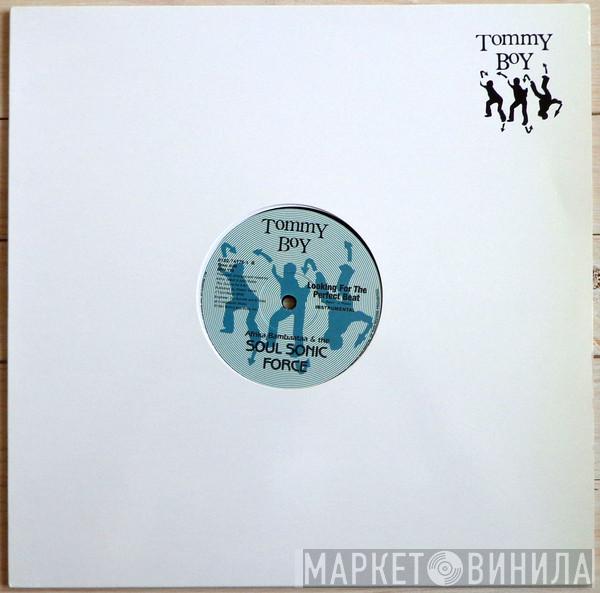 Tommy
Boy
Tommy
Boy
Looking For The
Perfect Beat
INSTRUMENTAL
Afrika Bambaataa & the
SOUL SONIC
FORCE
МАРКЕТ ВИНИЛА